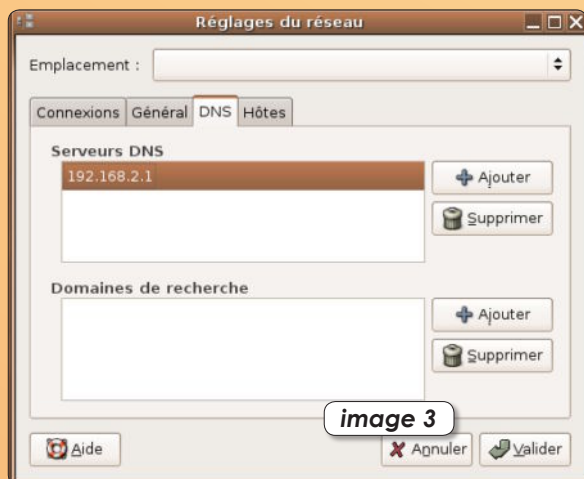 Réglages du réseau
Emplacement :
Connexions Général DNS Hôtes
Serveurs DNS
192.168.2.1
Ajouter
Supprimer
Domaines de recherche
Ajouter
Supprimer
image 3
Aide Annuler Valider